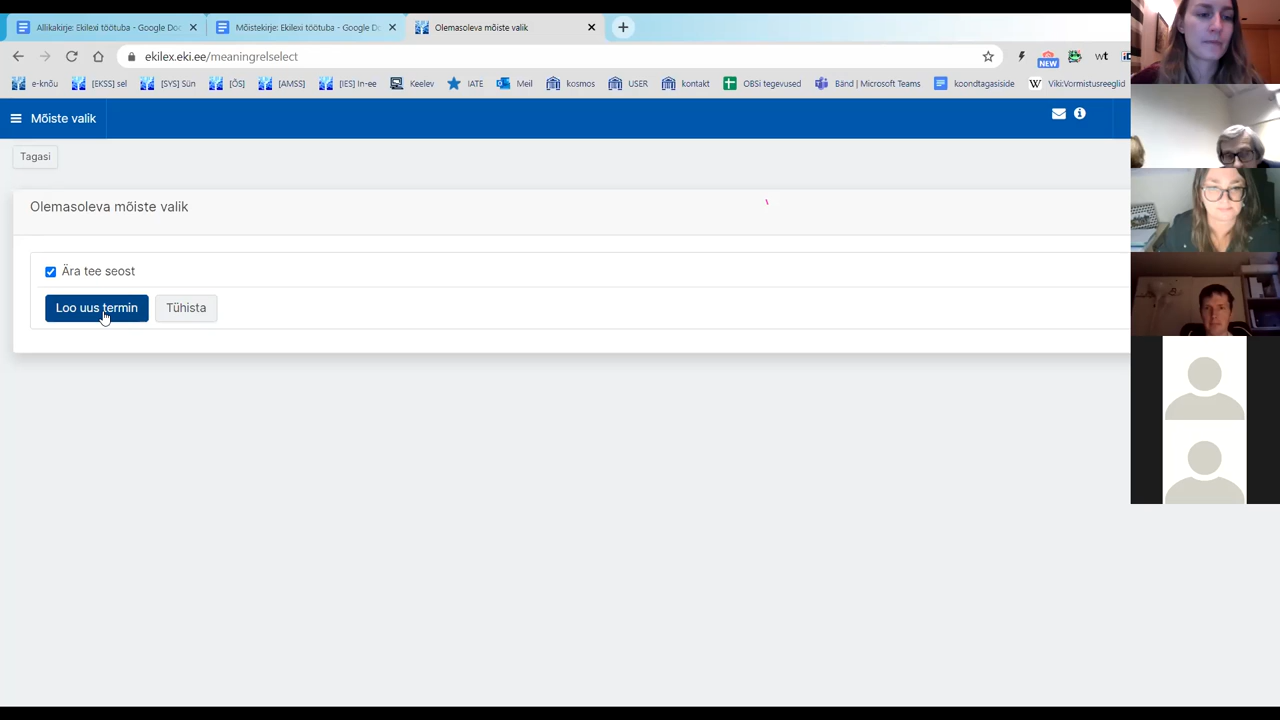 Allikakirje: Ekilexi töötuba - Google Doc
Mõistekirje: Ekilexi töötuba - Google Do
Olemasoleva mõiste valik
ekilex.eki.ee/meaningrelselect
NEW
wt
e-knõu
[EKSS] sel
[SYS] Sün
[ÕS]
[AMSS]
[IES] In-ee
Keelev
IATE
Meil
kosmos
USER
kontakt
OBSi tegevused
Bänd | Microsoft Teams
koondtagasiside
Viki:Vormistusreeglid
Mõiste valik
Tagasi
Olemasoleva mõiste valik
Ära tee seost
Loo uus termin
Tühista